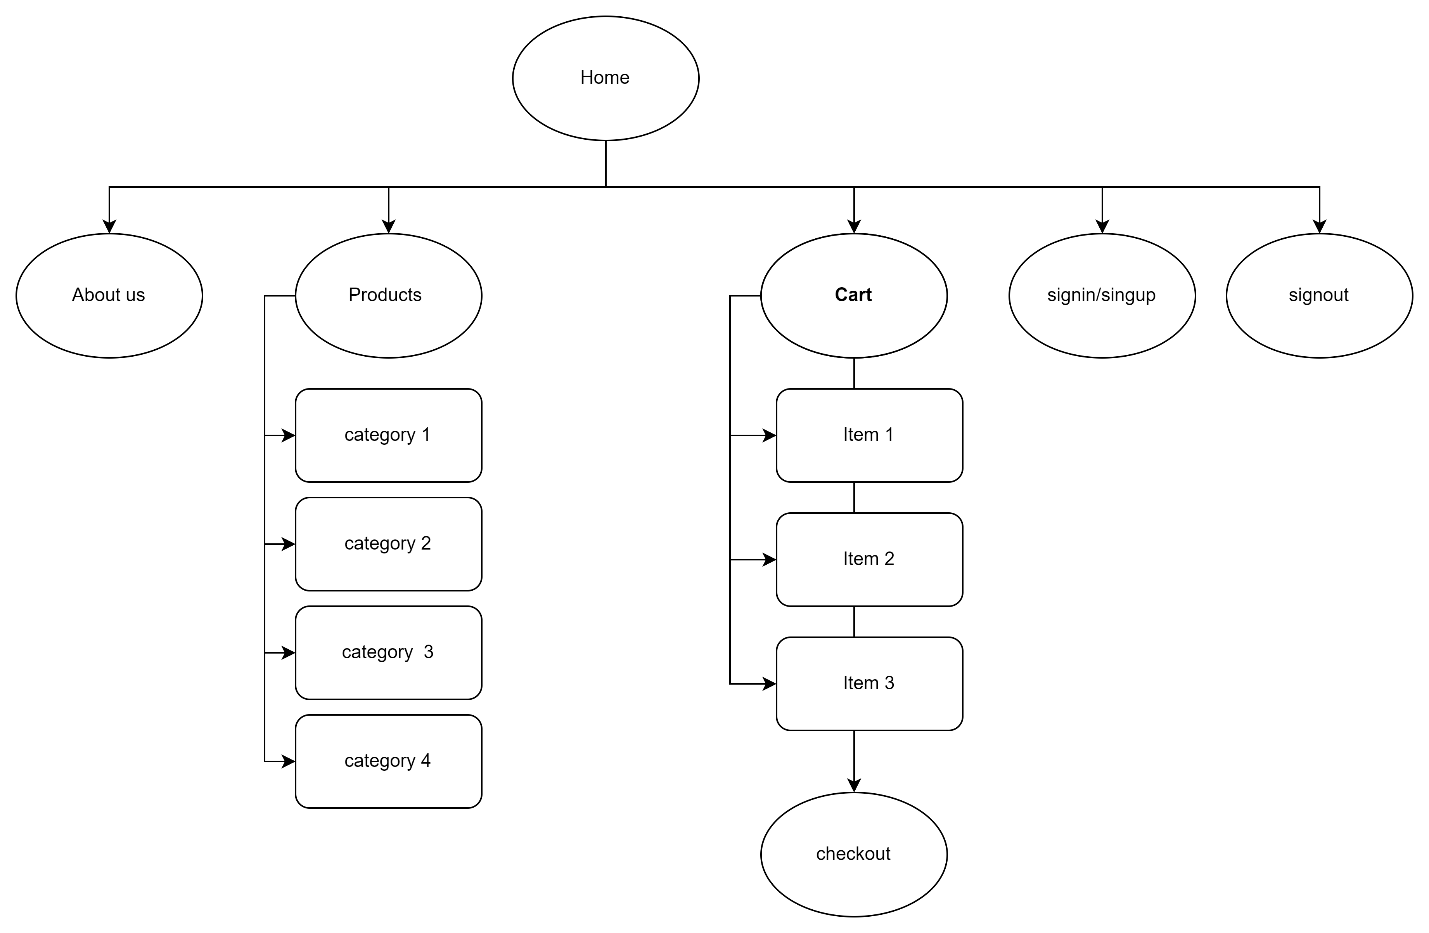 Home
About us
Products
Cart
signin/singup
signout
category 1
category 2
category  3
category 4
Item 1
Item 2
Item 3
checkout